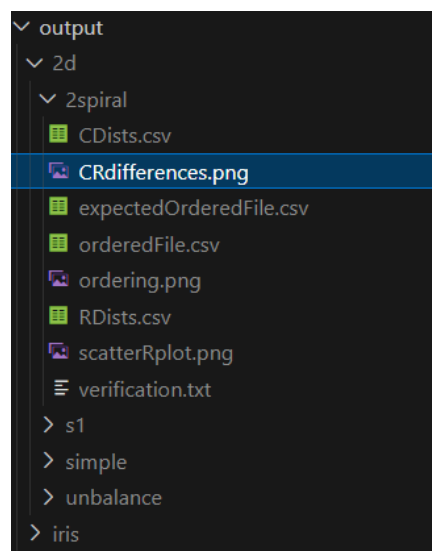 output
2d
2spiral
CDists.csv
CRdifferences.png
expectedOrderedFile.csv
orderedFile.csv
ordering.png
RDists.csv
scatterRplot.png
verification.txt
s1
simple
unbalance
iris